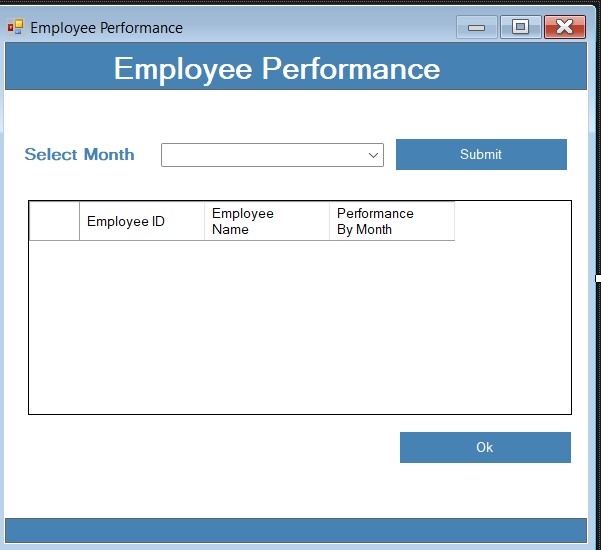 Employee Performance
Employee Performance
Select Month
Submit
Employee ID
Employee
Name
Performance
By Month
Ok